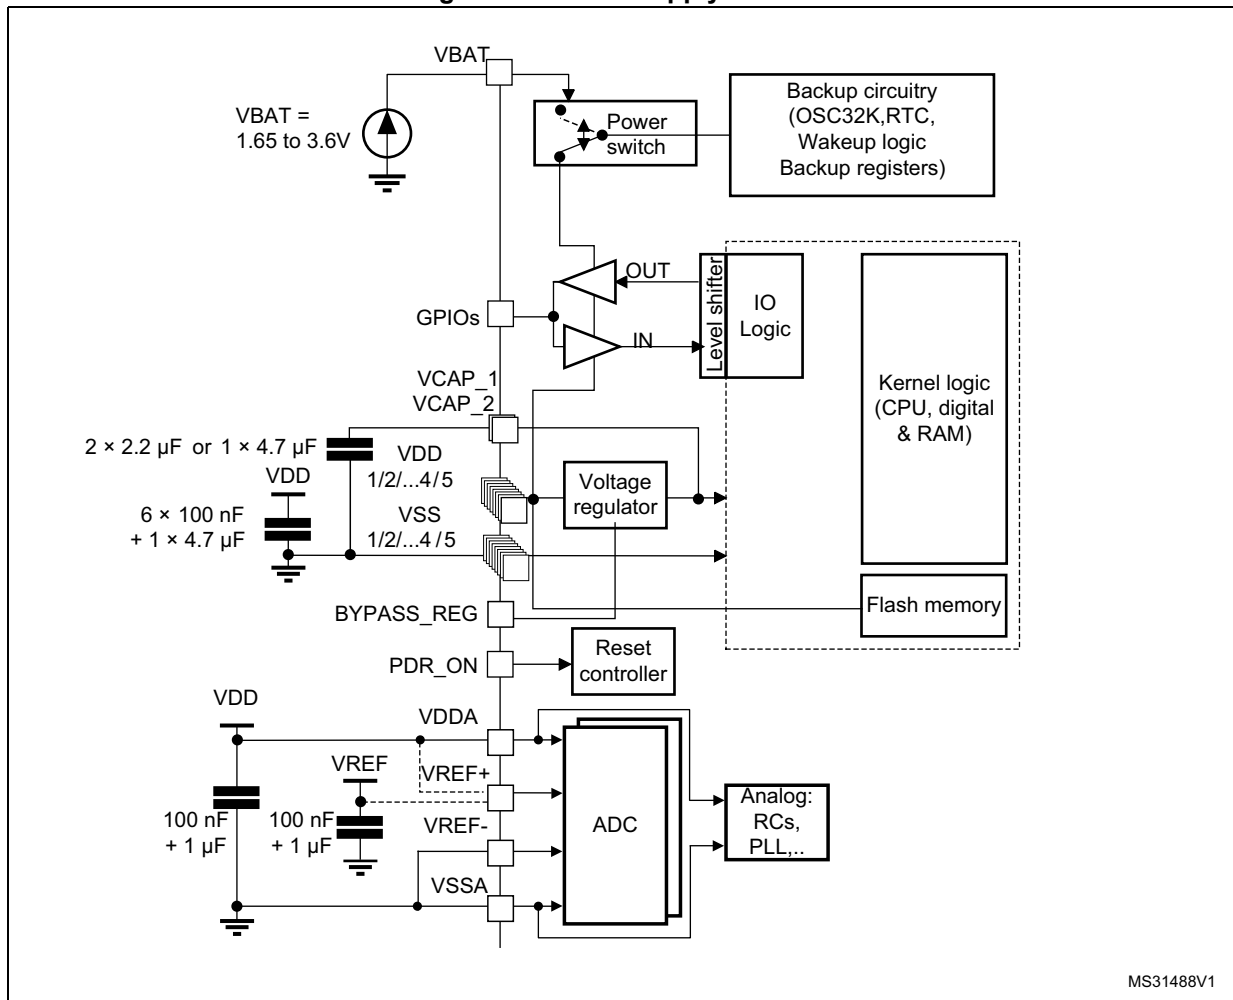 VBAT
VBAT =
1.65 to 3.6V
Power
switch
Backup circuitry
(OSC32K,RTC,
Wakeup logic
Backup registers)
OUT
GPIOs
IN
Level shifter
IO
Logic
Kernel logic
(CPU, digital
& RAM)
VCAP_1
VCAP_2
2 × 2.2 µF or 1 × 4.7 µF
VDD
1/2/...4/5
VDD
Voltage
regulator
6 × 100 nF
+ 1 × 4.7 µF
VSS
1/2/...4/5
BYPASS_REG
Flash memory
PDR_ON
Reset
controller
VDD
VDDA
VREF
VREF+
100 nF
+ 1 µF
100 nF
+ 1 µF
VREF-
ADC
Analog:
RCs,
PLL,..
VSSA
MS31488V1